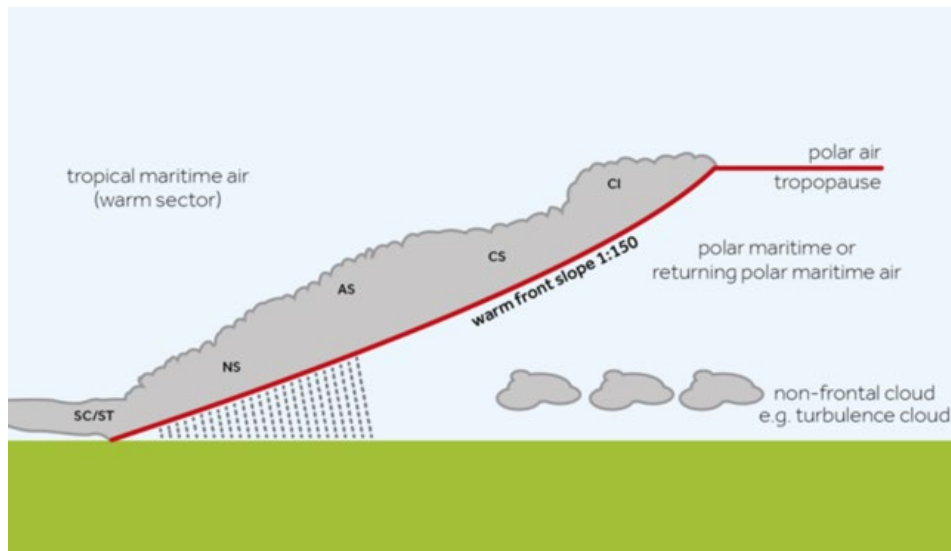 polar air
tropopause
tropical maritime air
(warm sector)
CI
polar maritime or
returning polar maritime air
CS
warm front slope 1:150
AS
NS
non-frontal cloud
e.g. turbulence cloud
SC/ST